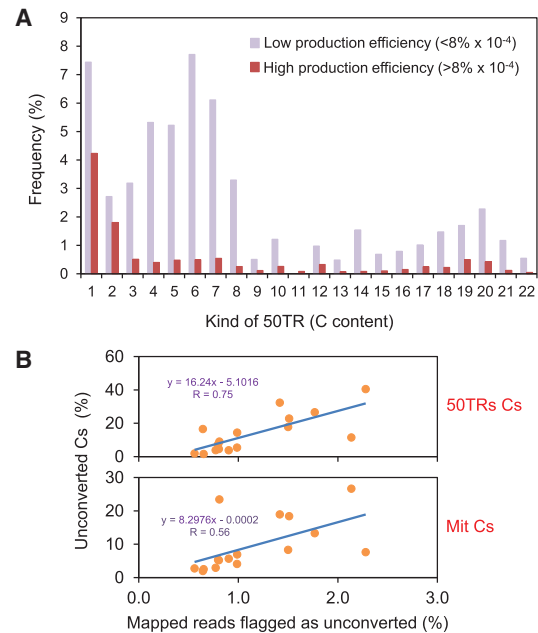 A
Frequency (%)
9
8
7
6
5
4
3
2
1
0
Low production efficiency (<8% x 10-4)
High production efficiency (>8% x 10-4)
1 2 3 4 5 6 7 8 9 10 11 12 13 14 15 16 17 18 19 20 21 22
Kind of 50TR (C content)
B
Unconverted Cs (%)
60
40
20
0
y = 16.24x - 5.1016
R = 0.75
50TRs Cs
30
20
10
0
y = 8.2976x - 0.0002
R = 0.56
Mit Cs
0.0 1.0 2.0 3.0
Mapped reads flagged as unconverted (%)